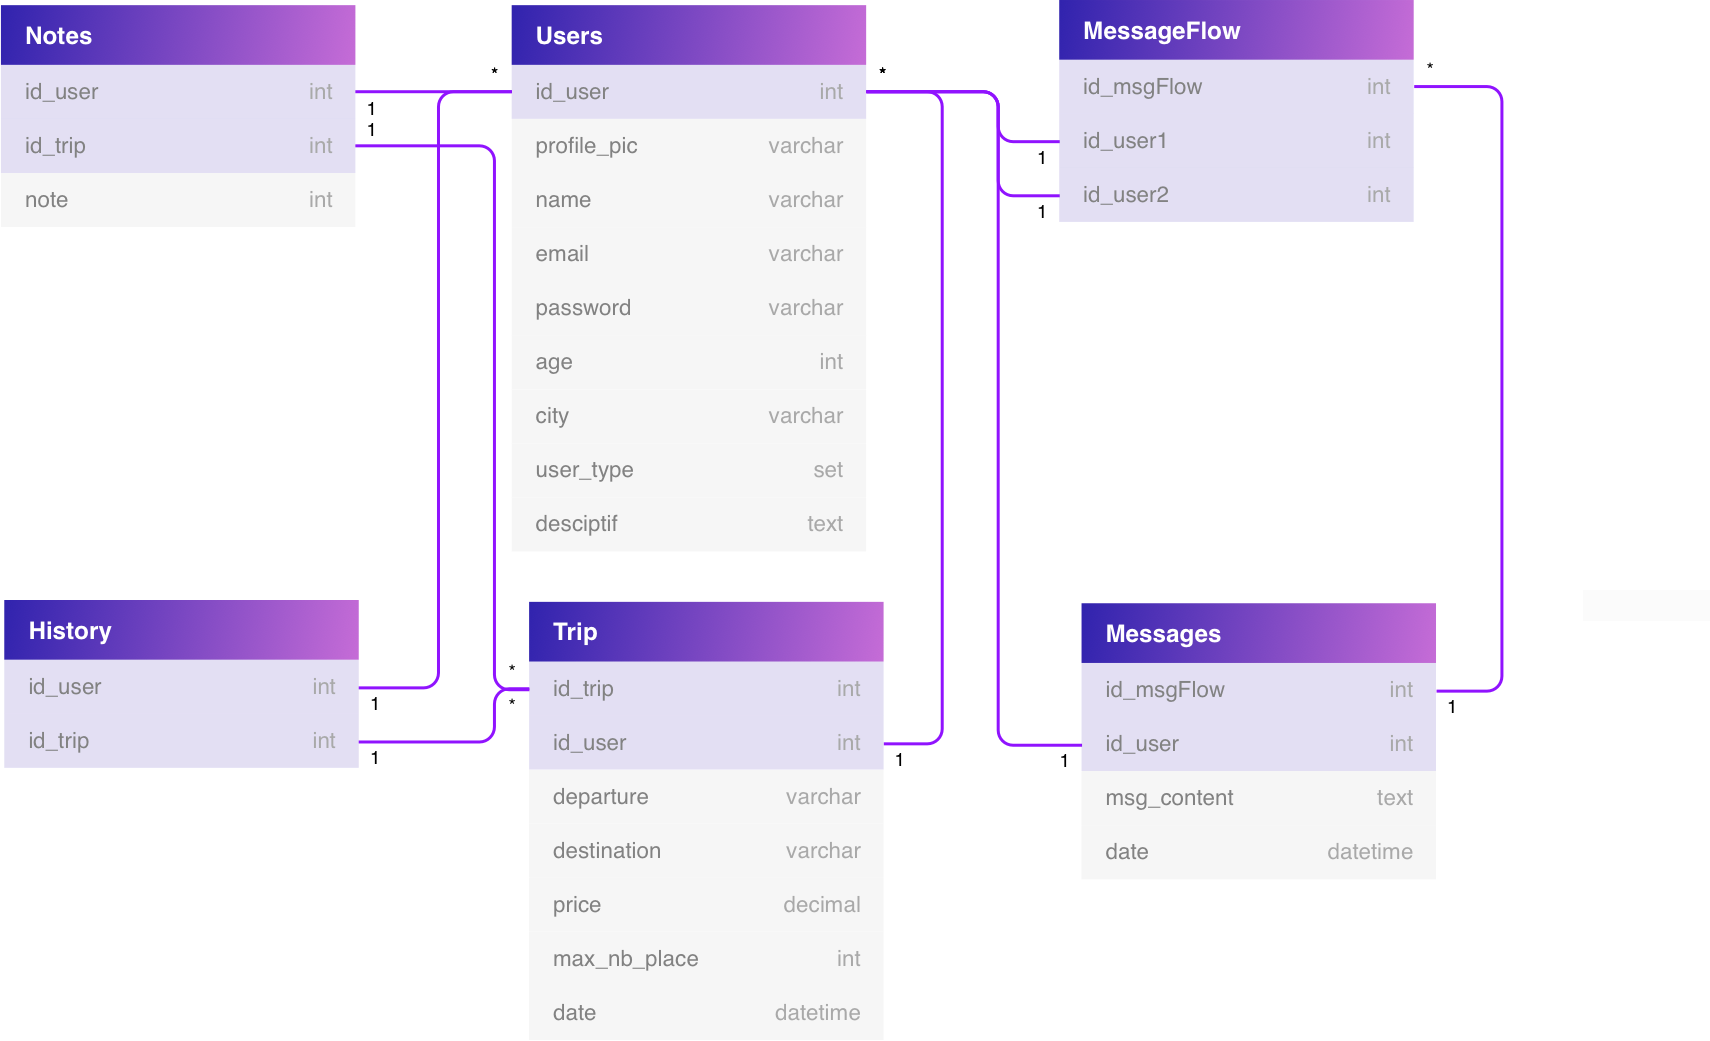 Notes
id_user int
1
1
id_trip int
note int
Users
* *
id_user int
profile_pic varchar
name varchar
email varchar
password varchar
age int
city varchar
user_type set
desciptif text
MessageFlow
*
id_msgFlow int
id_user1 int
1
id_user2 int
1
History
id_user int
1
id_trip int
1
Trip
*
id_trip int
*
id_user int
1
departure varchar
destination varchar
price decimal
max_nb_place int
date datetime
Messages
id_msgFlow int
1
id_user int
1
msg_content text
date datetime